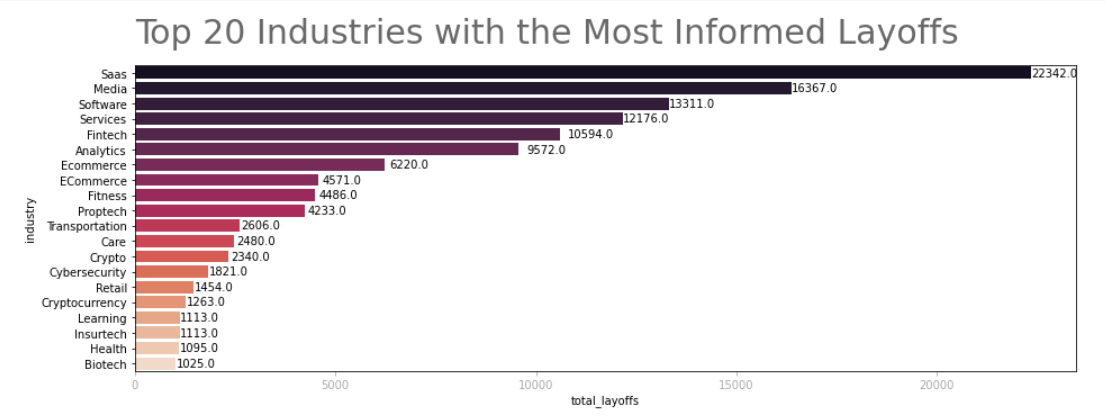 Top 20 Industries with the Most Informed Layoffs
Saas 22342.0
Media 16367.0
Software 13311.0
Services 12176.0
Fintech 10594.0
Analytics 9572.0
Ecommerce 6220.0
ECommerce 4571.0
Fitness 4486.0
Proptech 4233.0
Transportation 2606.0
Care 2480.0
Crypto 2340.0
Cybersecurity 1821.0
Retail 1454.0
Cryptocurrency 1263.0
Learning 1113.0
Insurtech 1113.0
Health 1095.0
Biotech 1025.0
industry
0 5000 10000 15000 20000
total_layoffs